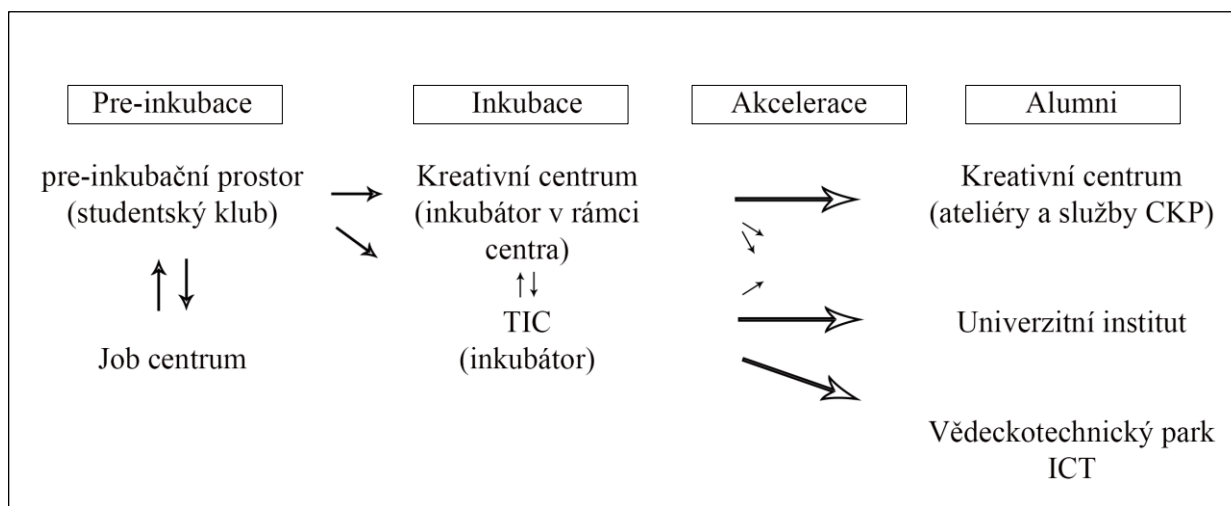 Pre-inkubace
Inkubace
Akcelerace
Alumni
pre-inkubační prostor
(studentský klub)
Job centrum
Kreativní centrum
(inkubátor v rámci
centra)
TIC
(inkubátor)
Kreativní centrum
(ateliéry a služby CKP)
Univerzitní institut
Vědeckotechnický park
ICT